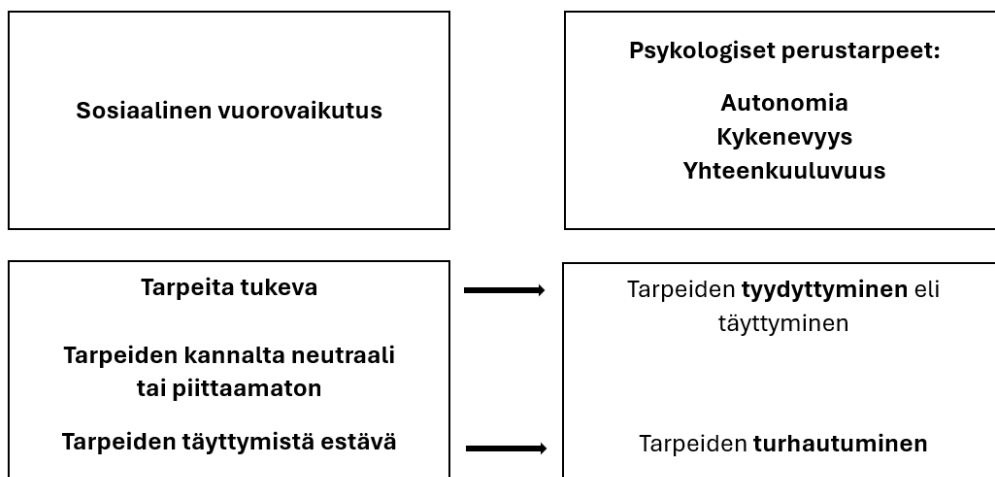 Sosiaalinen vuorovaikutus
Psykologiset perustarpeet:
Autonomia
Kykenevyys
Yhteenkuuluvuus
Tarpeita tukeva
Tarpeiden kannalta neutraali
tai piittaamaton
Tarpeiden täyttymistä estävä
Tarpeiden tyydyttyminen eli
täyttyminen
Tarpeiden turhautuminen